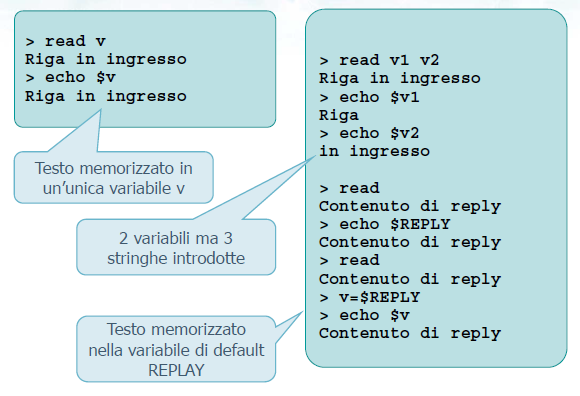 > read v
Riga in ingresso
> echo $v
Riga in ingresso
Testo memorizzato in
un'unica variabile v
2 variabili ma 3
stringhe introdotte
Testo memorizzato
nella variabile di default
REPLAY
> read v1 v2
Riga in ingresso
> echo $v1
Riga
> echo $v2
in ingresso
> read
Contenuto di reply
> echo $REPLY
Contenuto di reply
> read
Contenuto di reply
> v=$REPLY
> echo $v
Contenuto di reply